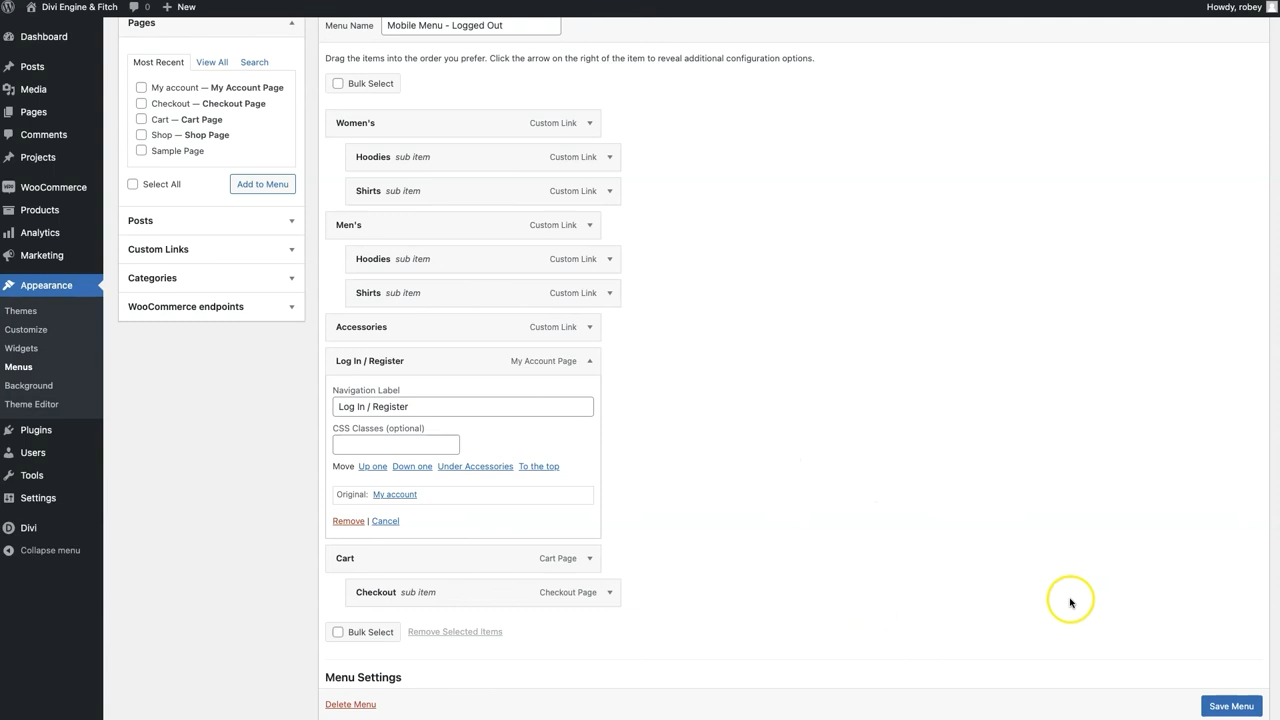 Divi Engine & Fitch 0 New Howdy, robey
Dashboard
Posts
Media
Pages
Comments
Projects
WooCommerce
Products
Analytics
Marketing
Appearance
Themes
Customize
Widgets
Menus
Background
Theme Editor
Plugins
Users
Tools
Settings
Divi
Collapse menu
Pages
Most Recent View All Search
My account — My Account Page
Checkout — Checkout Page
Cart — Cart Page
Shop — Shop Page
Sample Page
Select All Add to Menu
Posts
Custom Links
Categories
WooCommerce endpoints
Menu Name Mobile Menu - Logged Out
Drag the items into the order you prefer. Click the arrow on the right of the item to reveal additional configuration options.
Bulk Select
Women's Custom Link
Hoodies sub item Custom Link
Shirts sub item Custom Link
Men's Custom Link
Hoodies sub item Custom Link
Shirts sub item Custom Link
Accessories Custom Link
Log In / Register My Account Page
Navigation Label
Log In / Register
CSS Classes (optional)
Move Up one Down one Under Accessories To the top
Original: My account
Remove | Cancel
Cart Cart Page
Checkout sub item Checkout Page
Bulk Select Remove Selected Items
Menu Settings
Delete Menu Save Menu